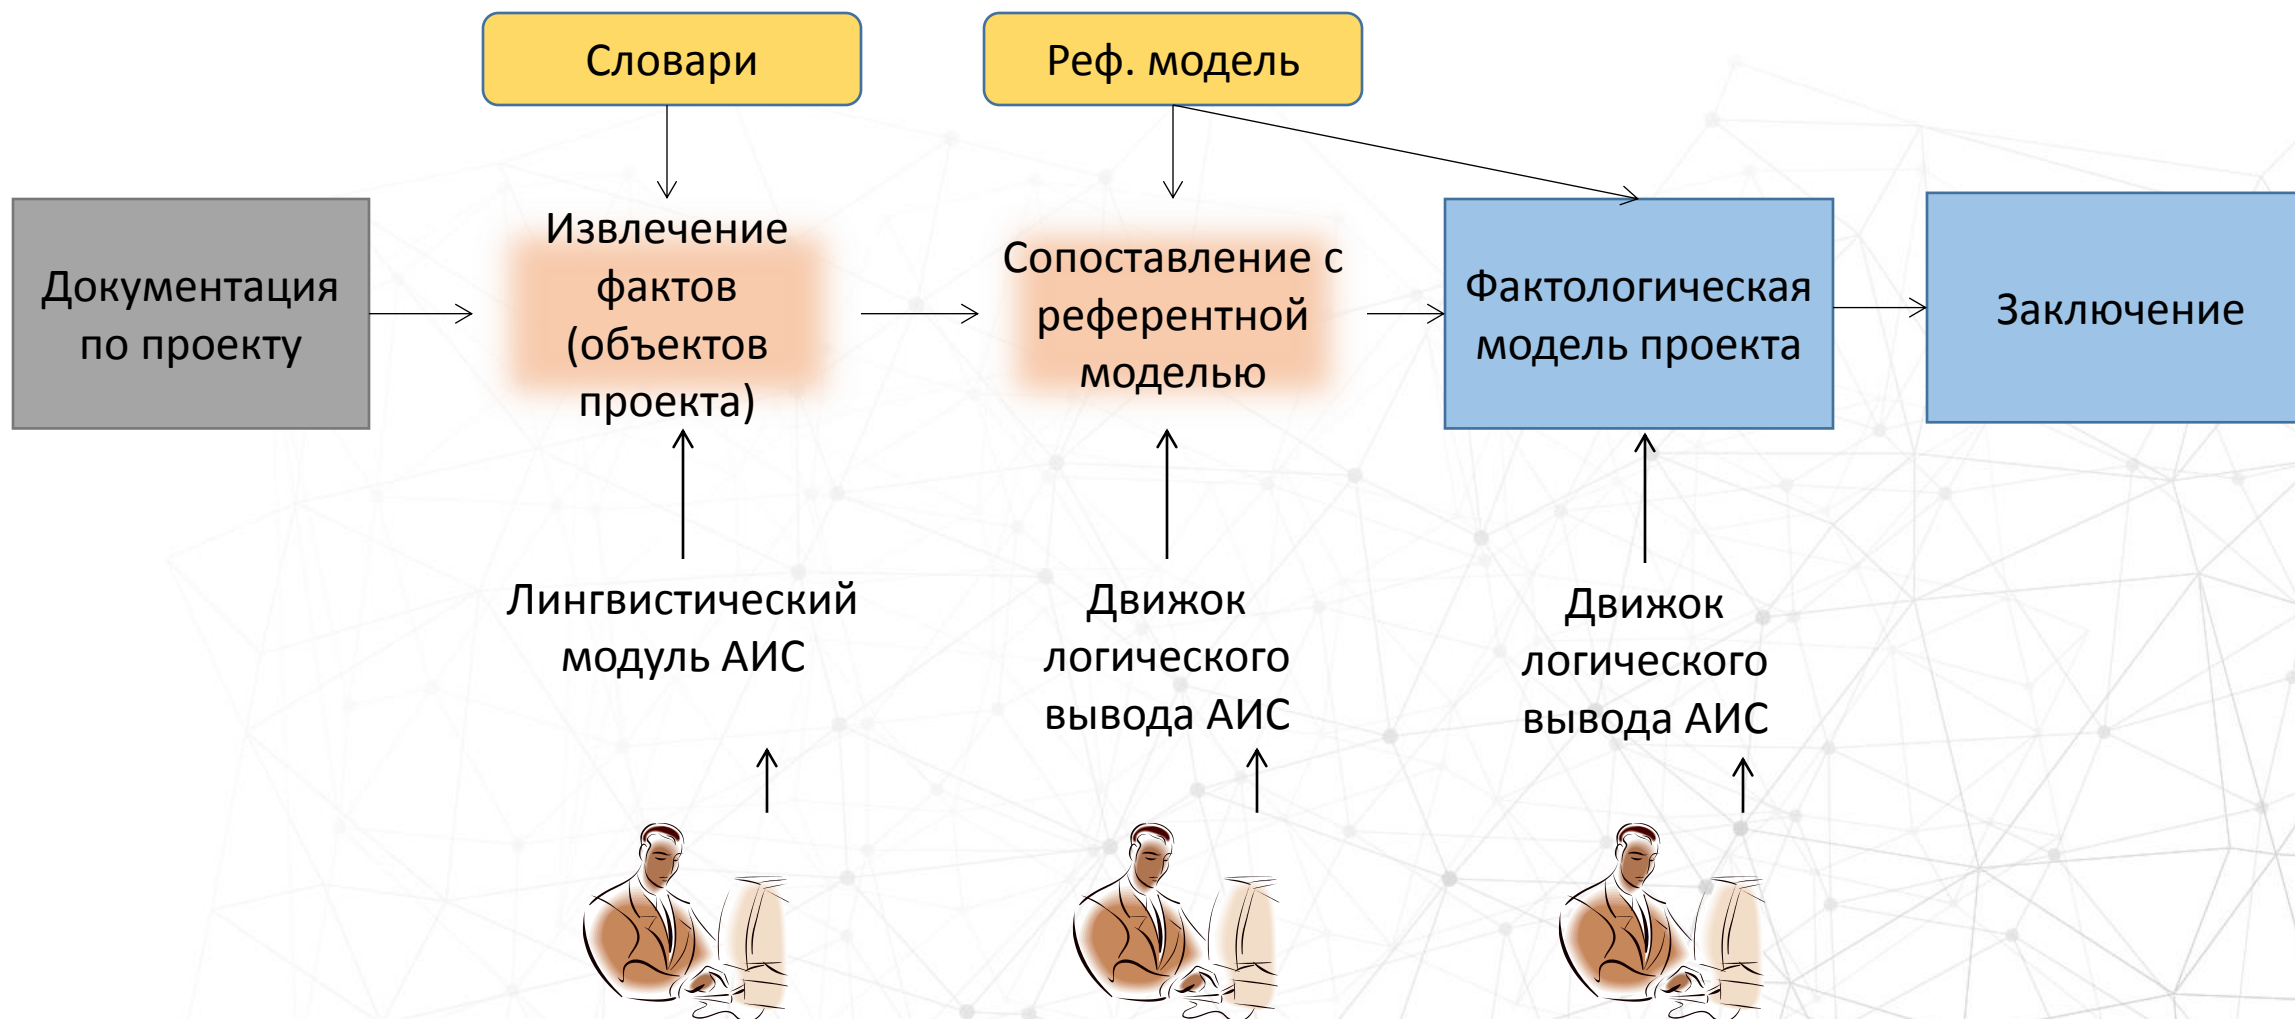 Словари
Реф. модель
Документация
по проекту
Извлечение
фактов
(объектов
проекта)
Сопоставление с
референтной
моделью
Фактологическая
модель проекта
Заключение
Лингвистический
модуль АИС
Движок
логического
вывода АИС
Движок
логического
вывода АИС